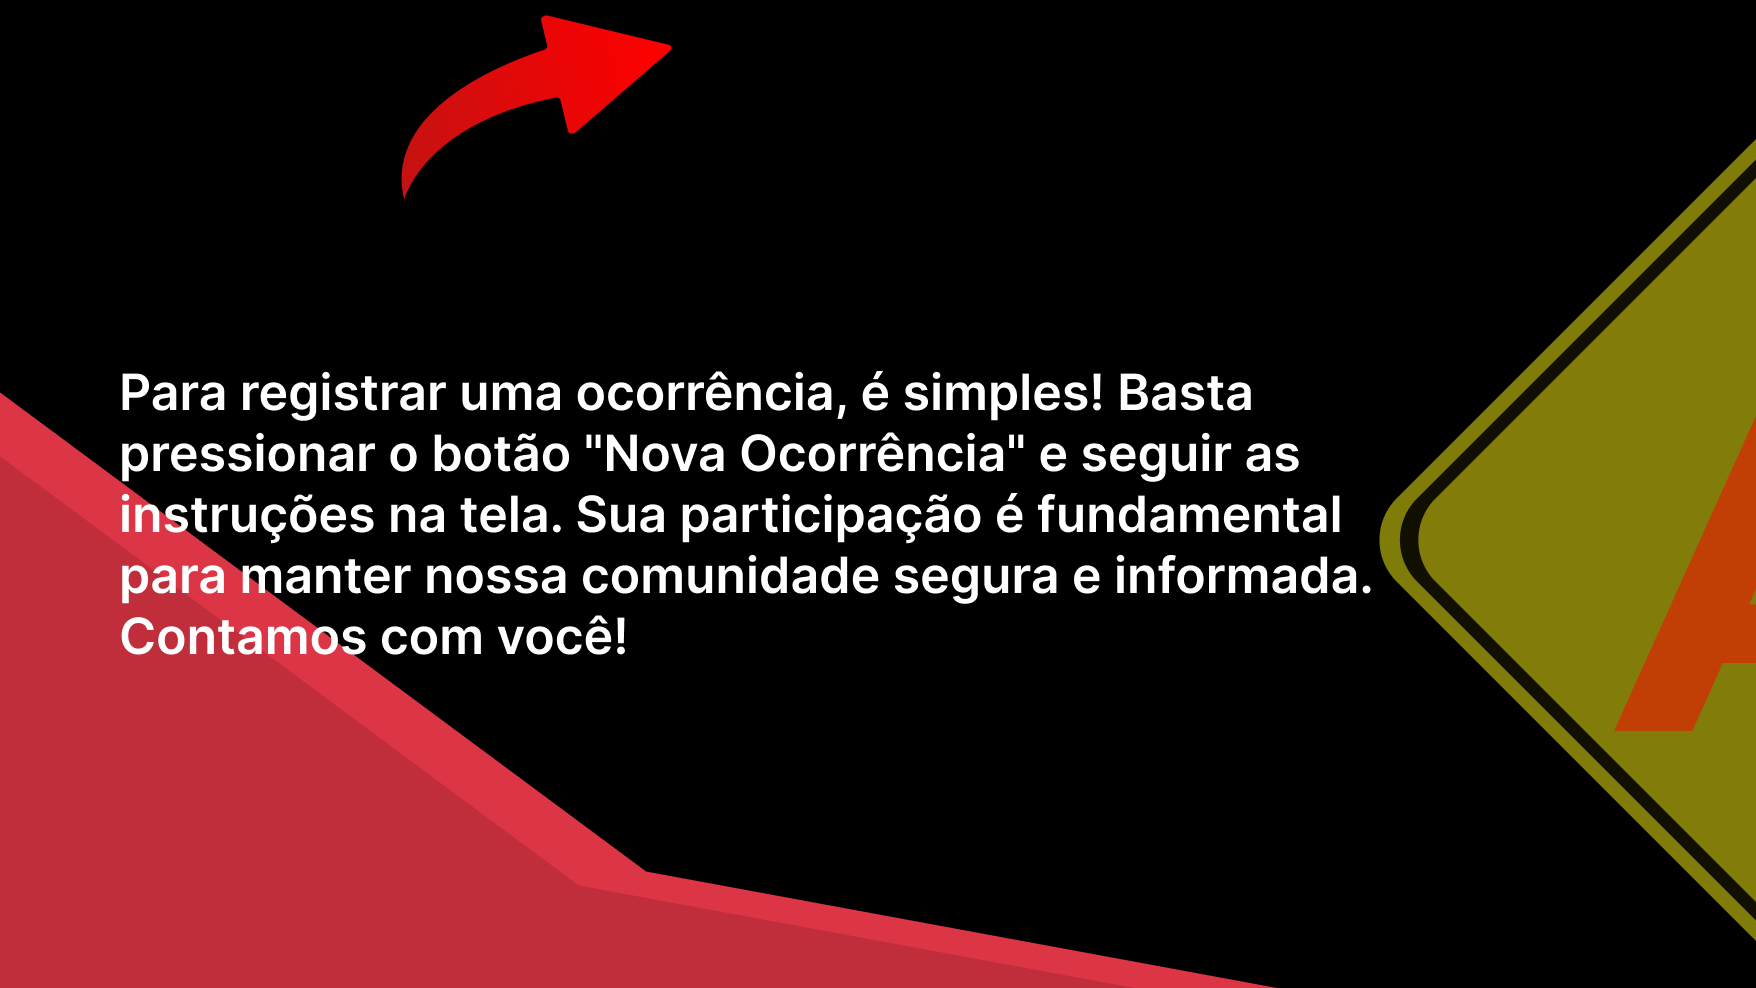 Para registrar uma ocorrência, é simples! Basta
pressionar o botão "Nova Ocorrência" e seguir as
instruções na tela. Sua participação é fundamental
para manter nossa comunidade segura e informada.
Contamos com você!
A